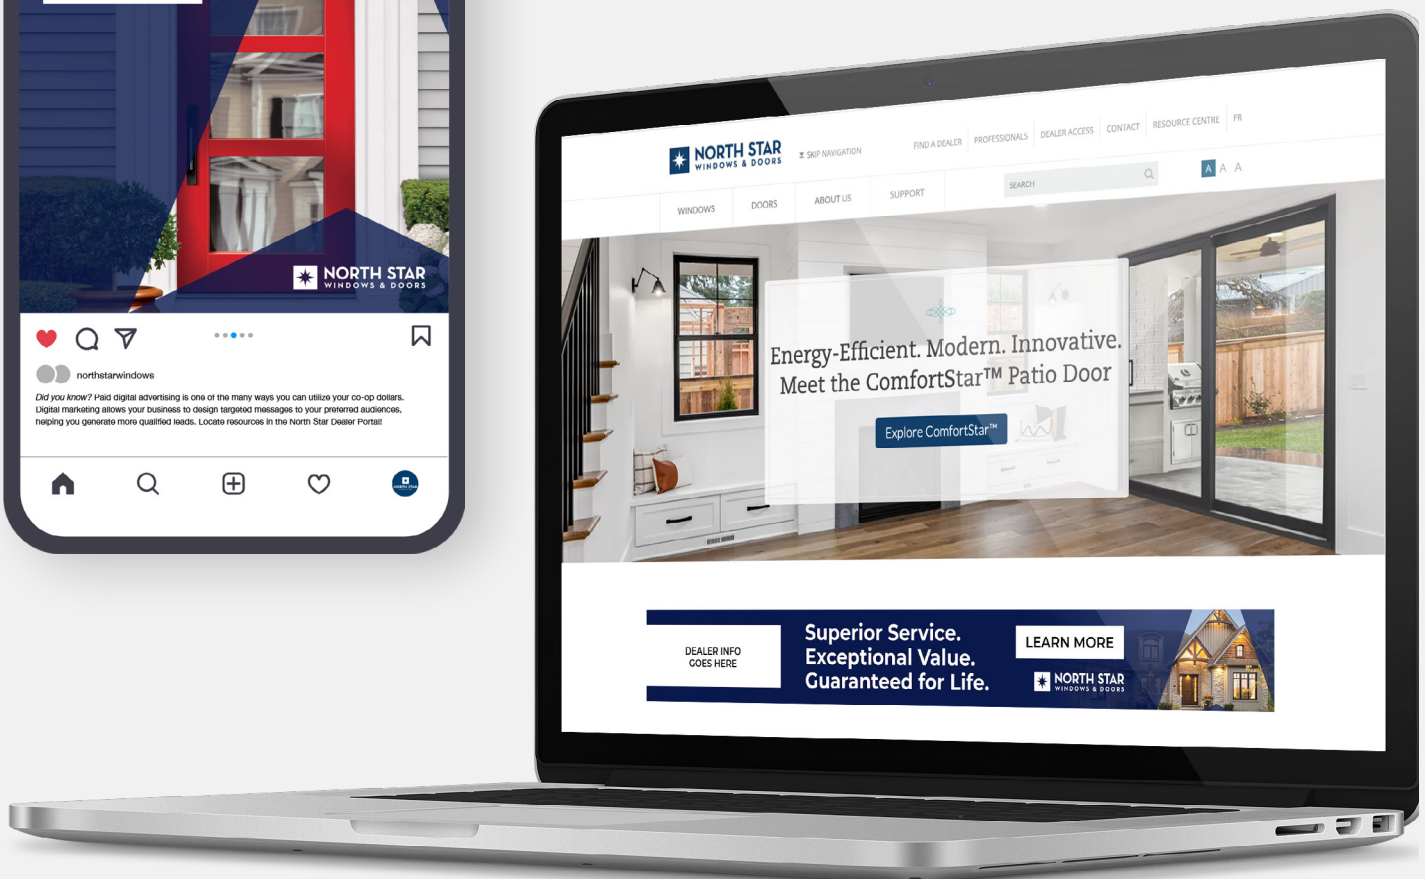 NORTH STAR
WINDOWS & DOORS
northstarwindows
Did you know? Paid digital advertising is one of the many ways you can utilize your co-op dollars.
Digital marketing allows your business to design targeted messages to your preferred audiences,
helping you generate more qualified leads. Locate resources in the North Star Dealer Portal!
NORTH STAR
NORTH STAR
WINDOWS & DOORS
SKIP NAVIGATION
FIND A DEALER
PROFESSIONALS
DEALER ACCESS
CONTACT
RESOURCE CENTRE
FR
WINDOWS
DOORS
ABOUT US
SUPPORT
SEARCH
A A A
Energy-Efficient. Modern. Innovative.
Meet the ComfortStar™ Patio Door
Explore ComfortStar™
DEALER INFO
GOES HERE
Superior Service.
Exceptional Value.
Guaranteed for Life.
LEARN MORE
NORTH STAR
WINDOWS & DOORS